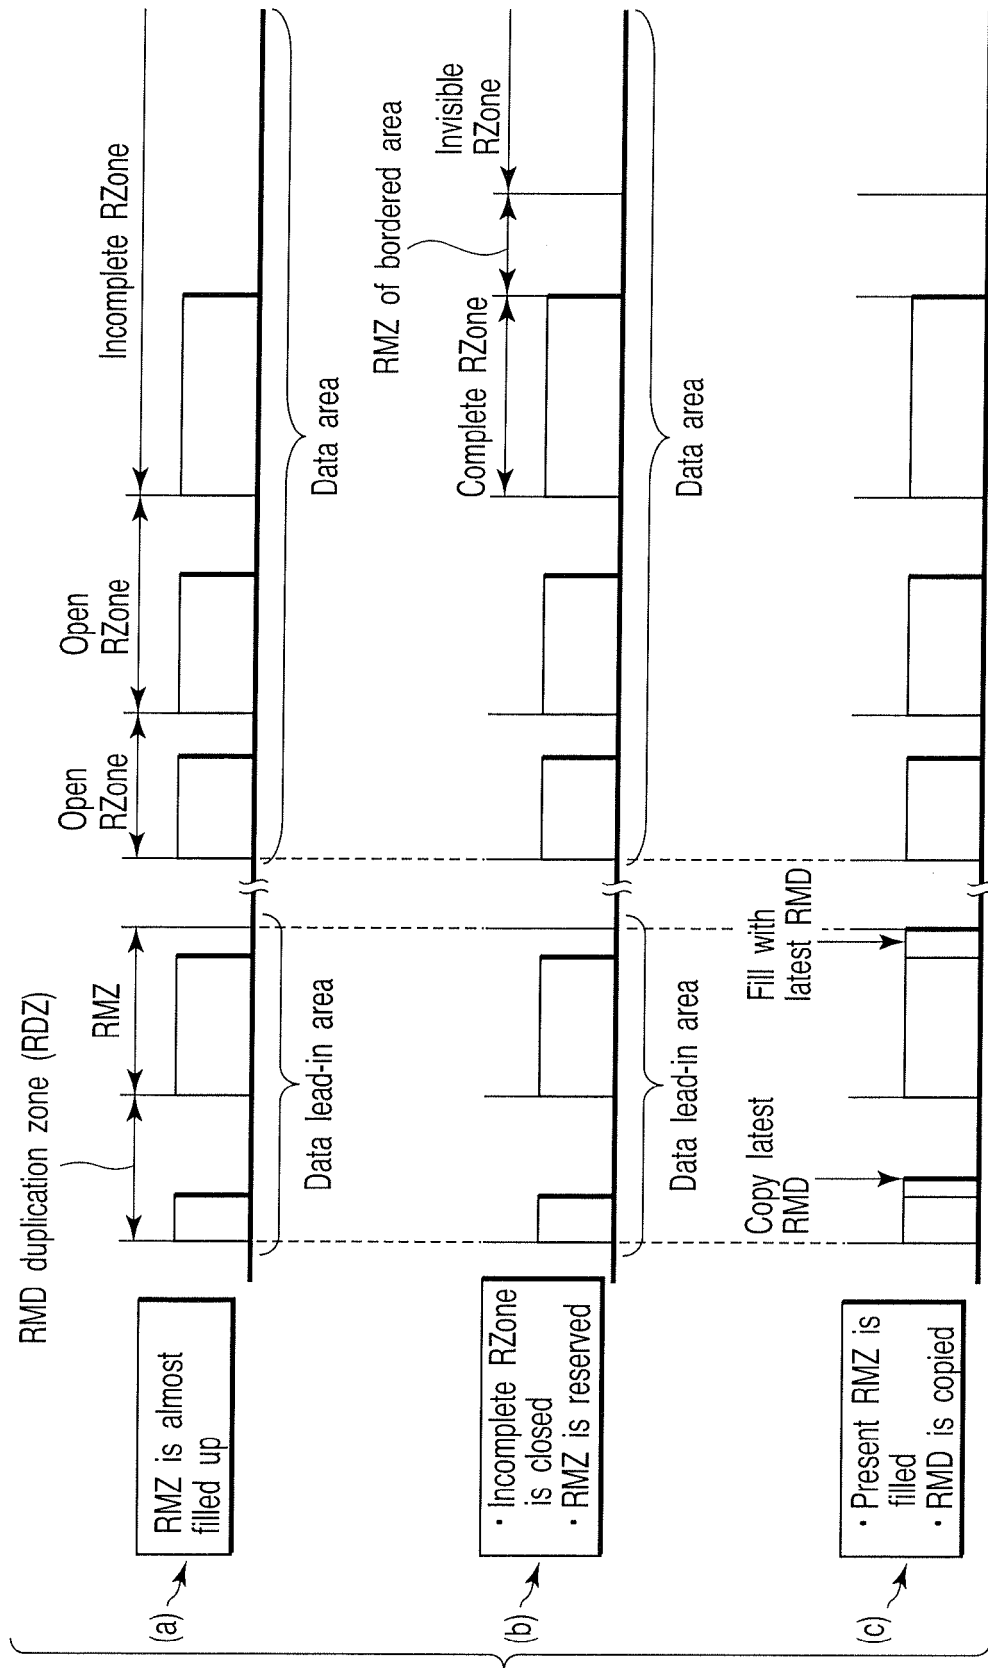 (a)
RMZ is almost
filled up
RMD duplication zone (RDZ)
RMZ
Open
RZone
Open
RZone
Incomplete RZone
Data lead-in area
Data area
(b)
· Incomplete RZone
is closed
· RMZ is reserved
Complete RZone
RMZ of bordered area
Invisible
RZone
Data lead-in area
Data area
(c)
· Present RMZ is
filled
· RMD is copied
Copy latest
RMD
Fill with
latest RMD